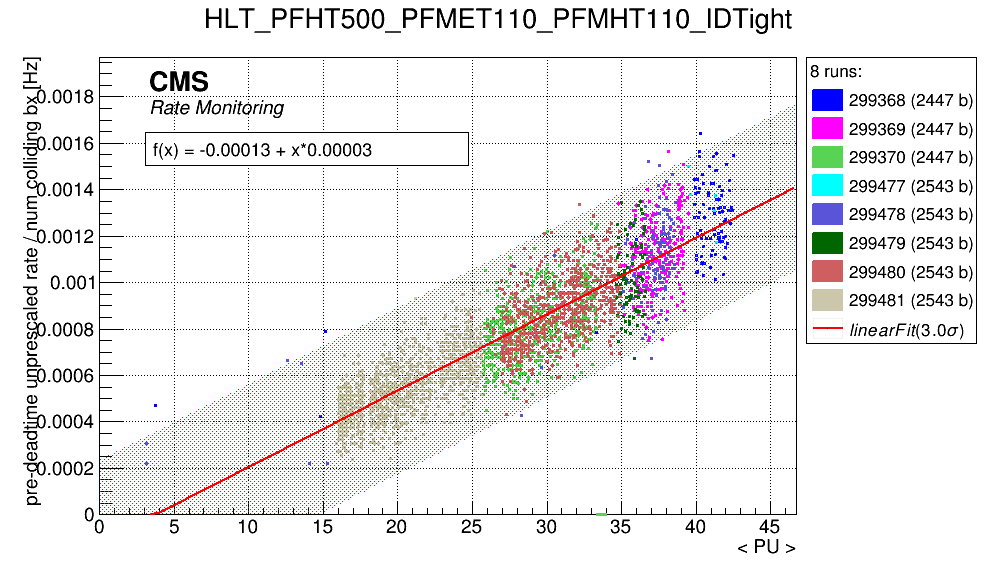 HLT_PFHT500_PFMET110_PFMHT110_IDTight
pre-deadtime unprescaled rate / num colliding bx [Hz]
CMS
Rate Monitoring
f(x) = -0.00013 + x*0.00003
0.0018
0.0016
0.0014
0.0012
0.001
0.0008
0.0006
0.0004
0.0002
0
0 5 10 15 20 25 30 35 40 45
< PU >
8 runs:
299368 (2447 b)
299369 (2447 b)
299370 (2447 b)
299477 (2543 b)
299478 (2543 b)
299479 (2543 b)
299480 (2543 b)
299481 (2543 b)
linearFit(3.0σ)